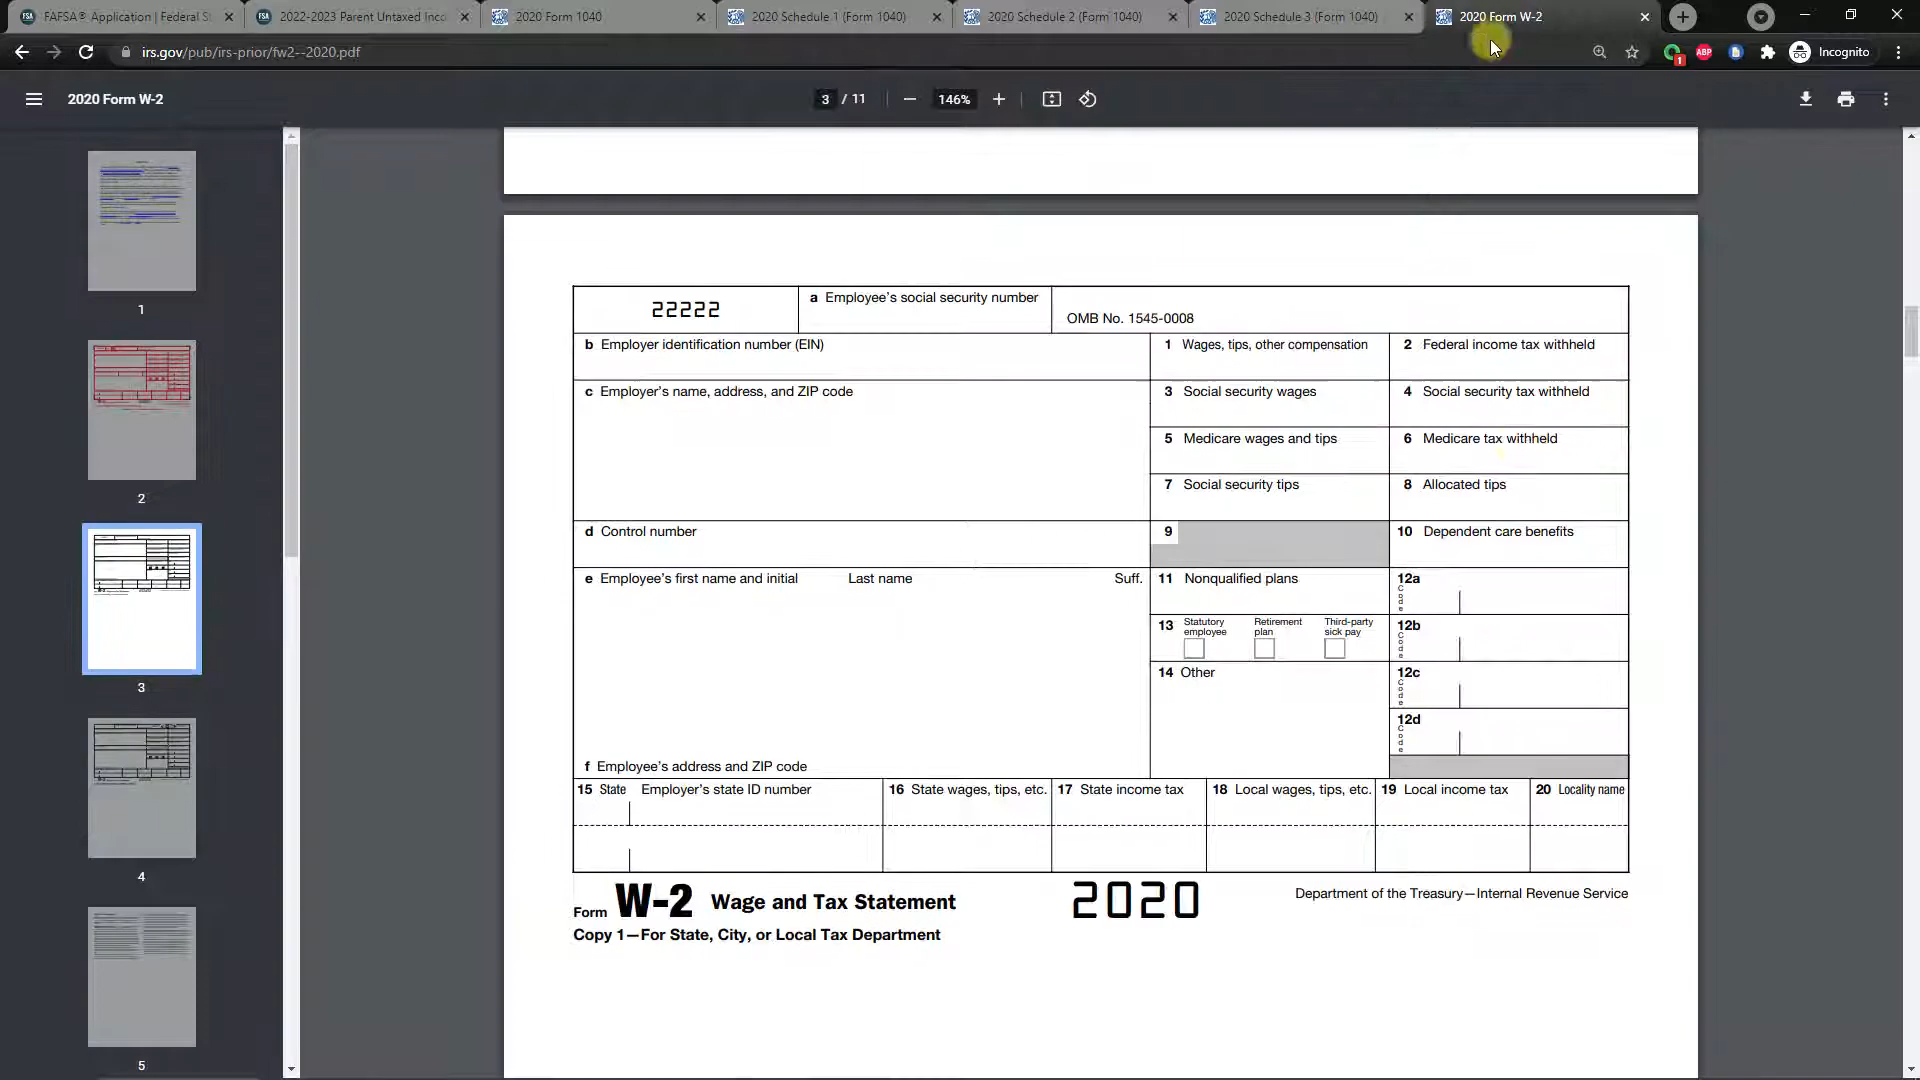 FAFSA® Application | Federal S
2022-2023 Parent Untaxed Inco
2020 Form 1040
2020 Schedule 1 (Form 1040)
2020 Schedule 2 (Form 1040)
2020 Schedule 3 (Form 1040)
2020 Form W-2
irs.gov/pub/irs-prior/fw2--2020.pdf
1
ABP
Incognito
2020 Form W-2
3 / 11
146%
1
2
3
4
5
22222
a Employee's social security number
OMB No. 1545-0008
b Employer identification number (EIN)
1 Wages, tips, other compensation
2 Federal income tax withheld
c Employer's name, address, and ZIP code
3 Social security wages
4 Social security tax withheld
5 Medicare wages and tips
6 Medicare tax withheld
7 Social security tips
8 Allocated tips
d Control number
9
10 Dependent care benefits
e Employee's first name and initial Last name Suff.
11 Nonqualified plans
12a
Code
13 Statutory employee Retirement plan Third-party sick pay
12b
Code
14 Other
12c
Code
12d
Code
f Employee's address and ZIP code
15 State Employer's state ID number
16 State wages, tips, etc.
17 State income tax
18 Local wages, tips, etc.
19 Local income tax
20 Locality name
Form W-2 Wage and Tax Statement
2020
Department of the Treasury—Internal Revenue Service
Copy 1—For State, City, or Local Tax Department